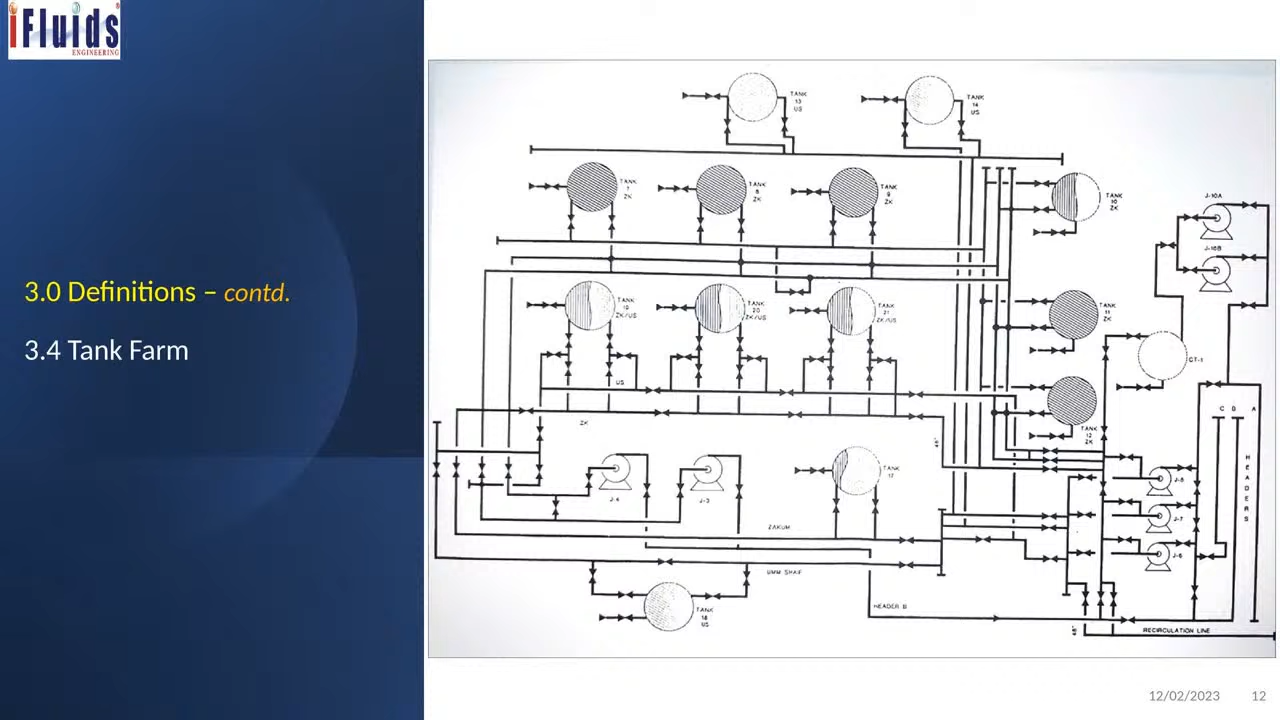 iFluids
ENGINEERING
3.0 Definitions – contd.
3.4 Tank Farm
TANK
13
US
TANK
14
US
TANK
7
ZK
TANK
8
ZK
TANK
9
ZK
TANK
10
ZK
J-10A
J-10B
TANK
19
ZK/US
TANK
20
ZK/US
TANK
21
ZK/US
TANK
11
ZK
CT-1
US
ZK
TANK
12
ZK
C D A
HEADERS
48"
J-4
J-3
TANK
17
J-8
J-7
J-6
ZAKUM
UMM SHAIF
TANK
18
US
HEADER B
48"
RECIRCULATION LINE
12/02/2023 12